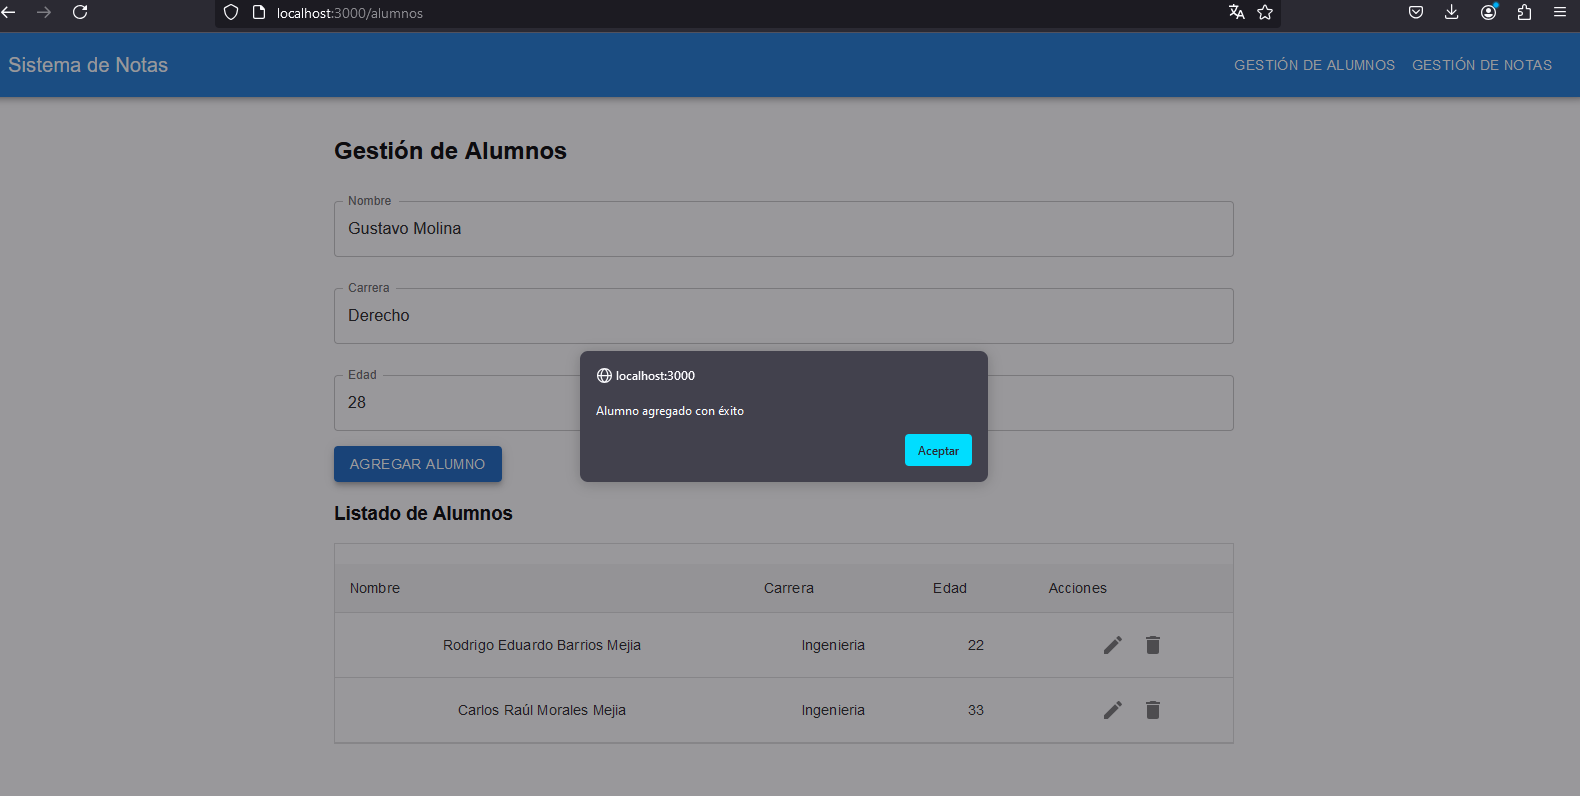 localhost:3000/alumnos
Sistema de Notas
GESTIÓN DE ALUMNOS GESTIÓN DE NOTAS
Gestión de Alumnos
Nombre
Gustavo Molina
Carrera
Derecho
Edad
28
localhost:3000
Alumno agregado con éxito
Aceptar
AGREGAR ALUMNO
Listado de Alumnos
Nombre Carrera Edad Acciones
Rodrigo Eduardo Barrios Mejia Ingenieria 22
Carlos Raúl Morales Mejia Ingenieria 33